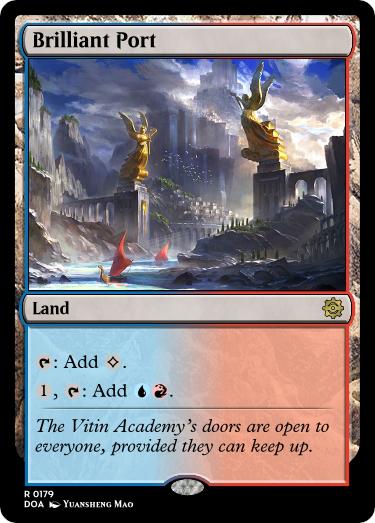 Brilliant Port
Land
: Add .
1, : Add .
The Vitin Academy's doors are open to
everyone, provided they can keep up.
R 0179
DOA Yuansheng Mao